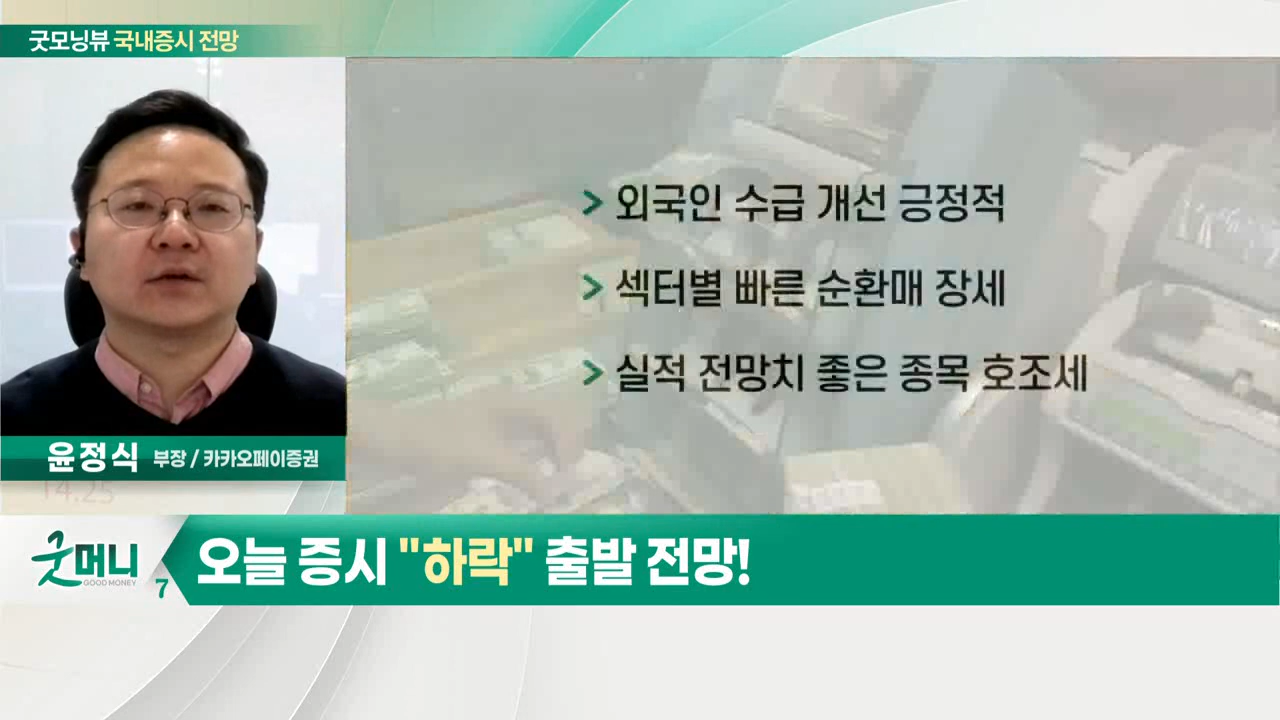 굿모닝뷰 국내증시 전망
> 외국인 수급 개선 긍정적
> 섹터별 빠른 순환매 장세
> 실적 전망치 좋은 종목 호조세
윤정식 부장 / 카카오페이증권
14.25
굿머니
GOOD MONEY
7
오늘 증시 "하락" 출발 전망!